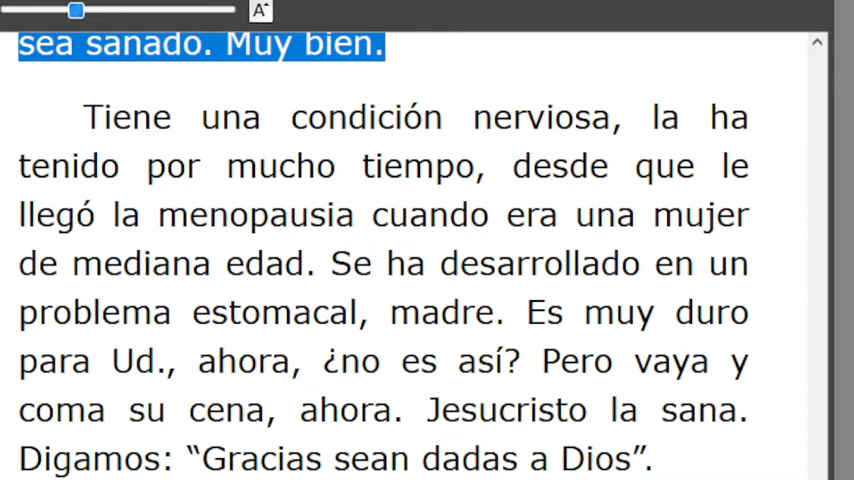 A
sea sanado. Muy bien.
Tiene una condición nerviosa, la ha
tenido por mucho tiempo, desde que le
llegó la menopausia cuando era una mujer
de mediana edad. Se ha desarrollado en un
problema estomacal, madre. Es muy duro
para Ud., ahora, ¿no es así? Pero vaya y
coma su cena, ahora. Jesucristo la sana.
Digamos: “Gracias sean dadas a Dios”.